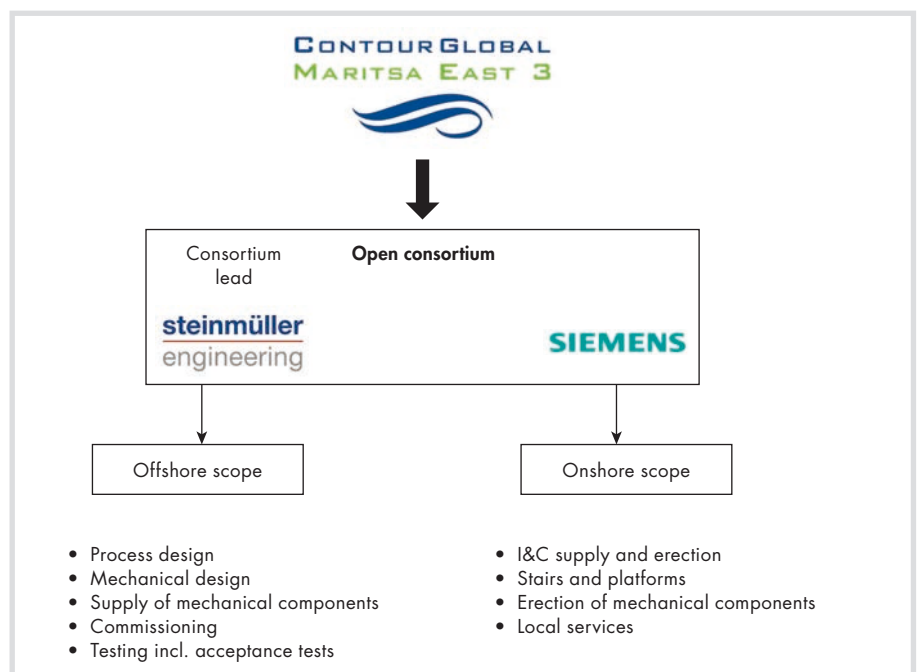 CONTOURGLOBAL
MARITSA EAST 3
Consortium
lead
Open consortium
steinmüller
engineering
SIEMENS
Offshore scope
Onshore scope
• Process design
• Mechanical design
• Supply of mechanical components
• Commissioning
• Testing incl. acceptance tests
• I&C supply and erection
• Stairs and platforms
• Erection of mechanical components
• Local services